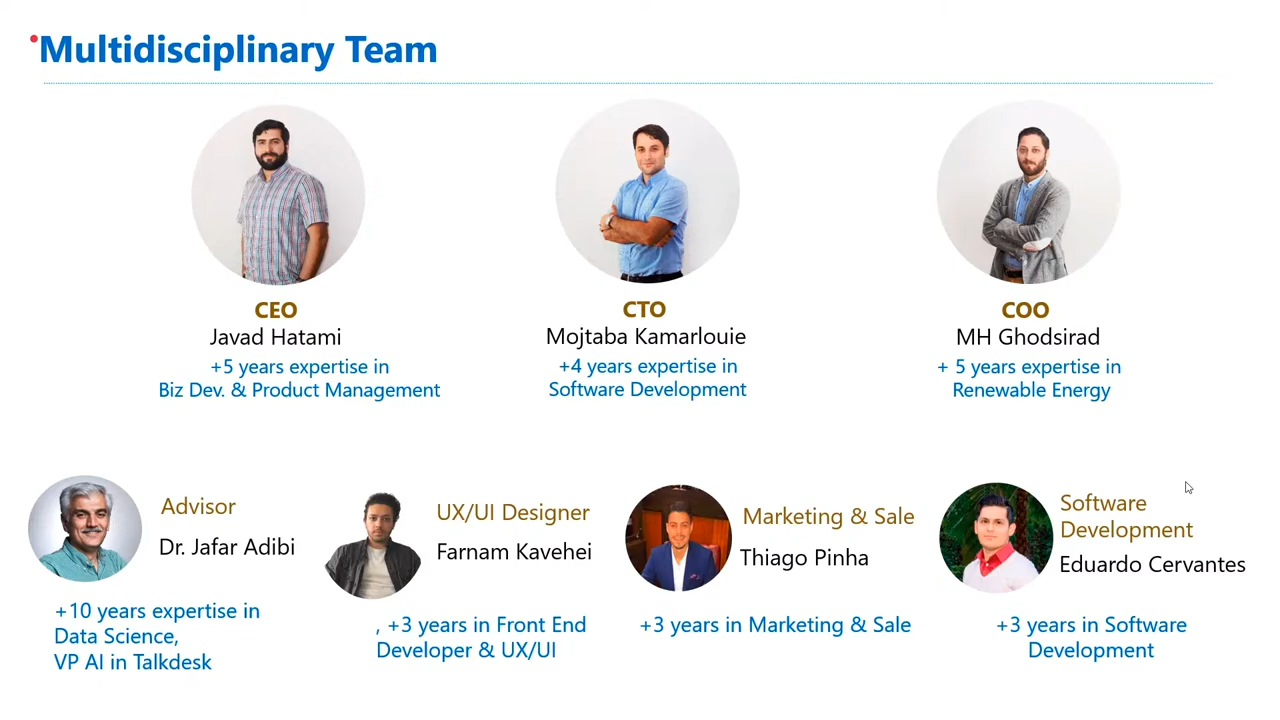 Multidisciplinary Team
CEO
Javad Hatami
+5 years expertise in
Biz Dev. & Product Management
CTO
Mojtaba Kamarlouie
+4 years expertise in
Software Development
COO
MH Ghodsirad
+ 5 years expertise in
Renewable Energy
Advisor
Dr. Jafar Adibi
+10 years expertise in
Data Science,
VP AI in Talkdesk
UX/UI Designer
Farnam Kavehei
, +3 years in Front End
Developer & UX/UI
Marketing & Sale
Thiago Pinha
+3 years in Marketing & Sale
Software
Development
Eduardo Cervantes
+3 years in Software
Development